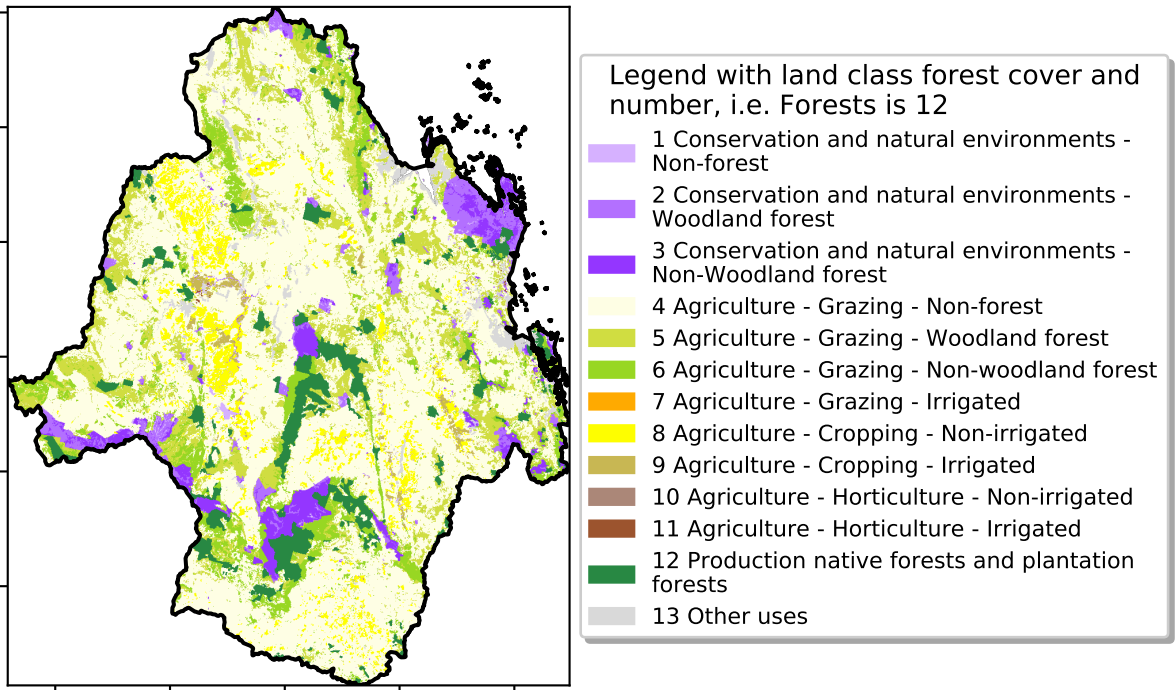 Legend with land class forest cover and
number, i.e. Forests is 12
1 Conservation and natural environments -
Non-forest
2 Conservation and natural environments -
Woodland forest
3 Conservation and natural environments -
Non-Woodland forest
4 Agriculture - Grazing - Non-forest
5 Agriculture - Grazing - Woodland forest
6 Agriculture - Grazing - Non-woodland forest
7 Agriculture - Grazing - Irrigated
8 Agriculture - Cropping - Non-irrigated
9 Agriculture - Cropping - Irrigated
10 Agriculture - Horticulture - Non-irrigated
11 Agriculture - Horticulture - Irrigated
12 Production native forests and plantation
forests
13 Other uses